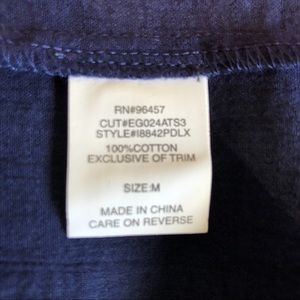 RN#96457
CUT#EG024ATS3
STYLE#I8842PDLX
100%COTTON
EXCLUSIVE OF TRIM
SIZE:M
MADE IN CHINA
CARE ON REVERSE